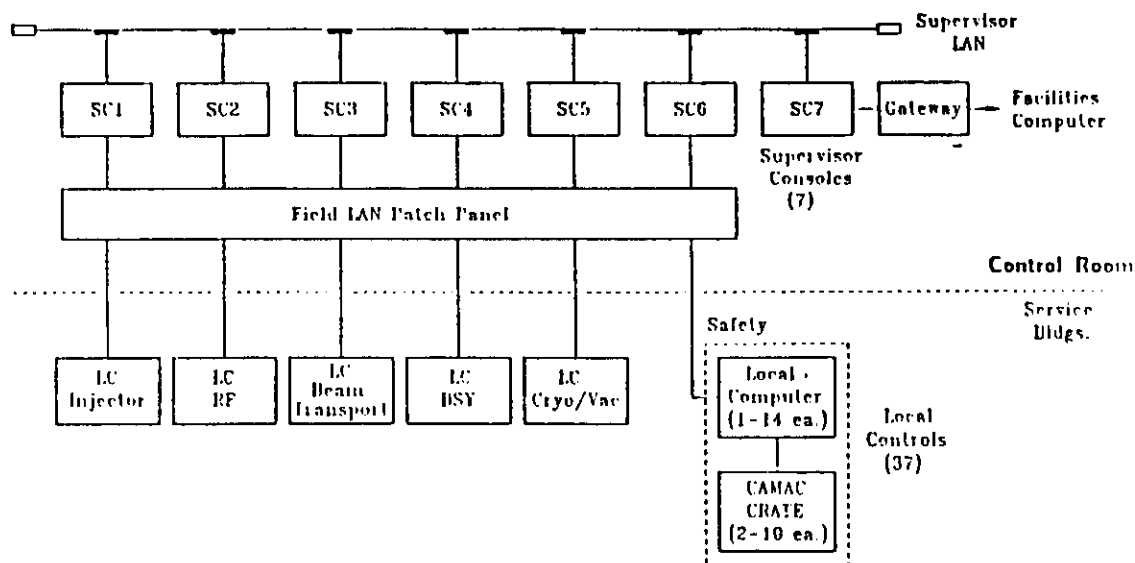 Supervisor
LAN
SC1
SC2
SC3
SC4
SC5
SC6
SC7
Gateway
Facilities
Computer
Supervisor
Consoles
(7)
Field LAN Patch Panel
Control Room
Service
Bldgs.
Safety
LC
Injector
LC
RF
LC
Beam
Transport
LC
BSY
LC
Cryo/Vac
Local
Computer
(1-14 ea.)
Local
Controls
(37)
CAMAC
CRATE
(2-10 ea.)